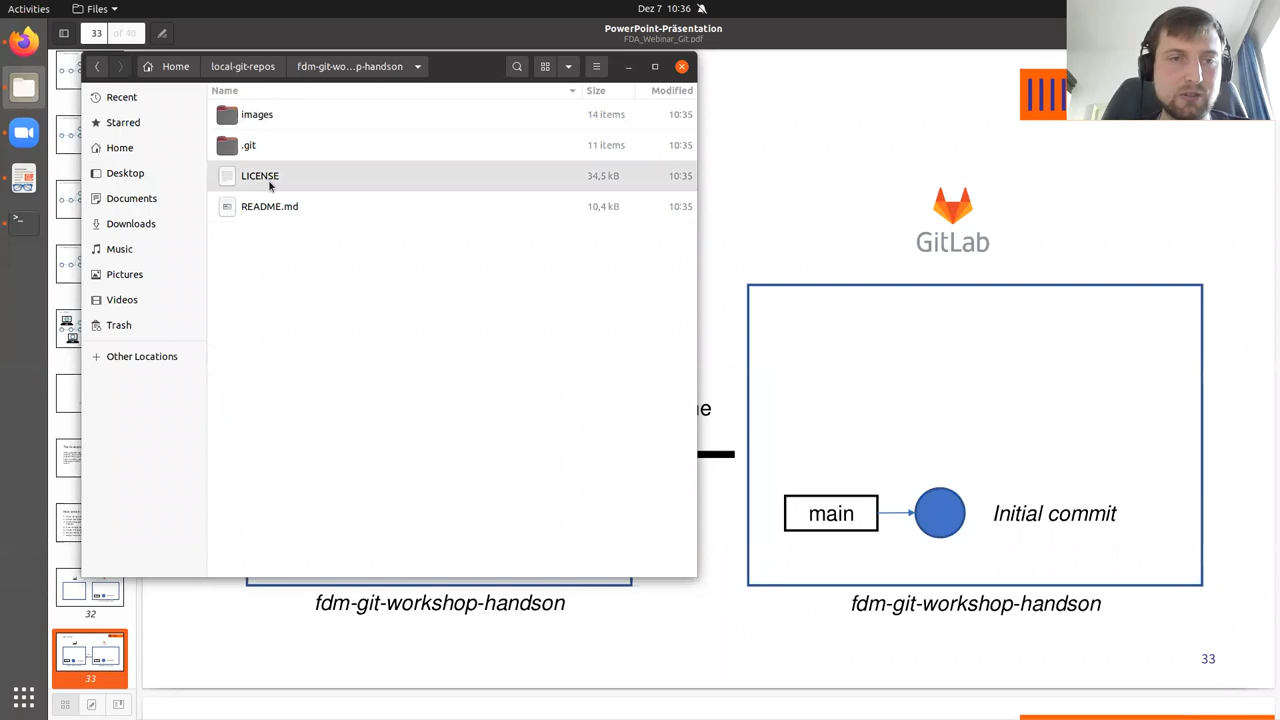 Activities
Files
Dez 7 10:36
33
of 40
PowerPoint-Präsentation
FDA_Webinar_Git.pdf
Home
local-git-repos
fdm-git-wo…p-handson
Name
Size
Modified
Recent
Starred
Home
Desktop
Documents
Downloads
Music
Pictures
Videos
Trash
Other Locations
images
14 items
10:35
.git
11 items
10:35
LICENSE
34,5 kB
10:35
README.md
10,4 kB
10:35
GitLab
main
Initial commit
fdm-git-workshop-handson
fdm-git-workshop-handson
33
32
33